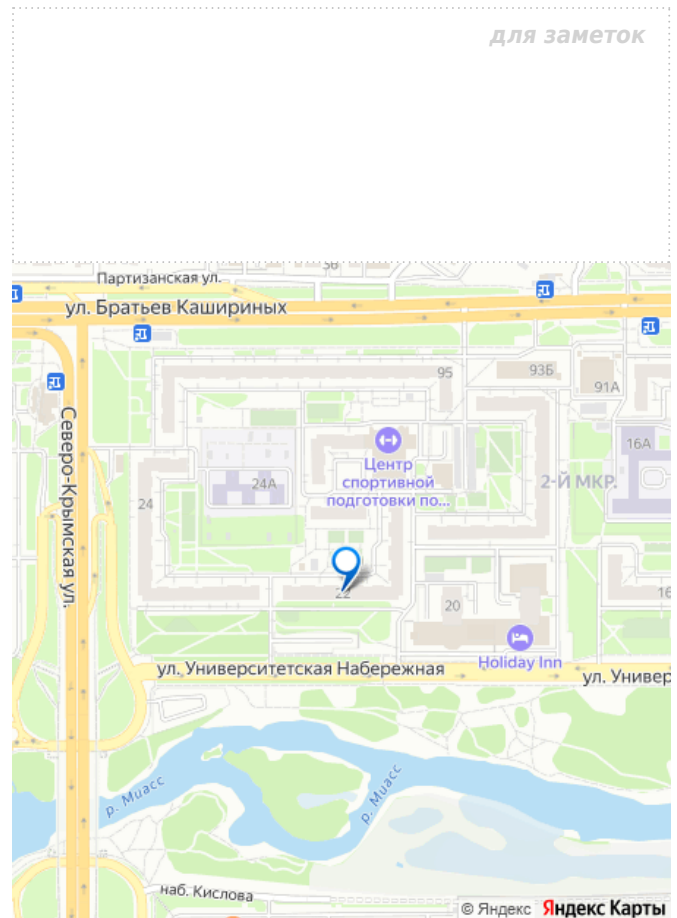 для заметок
36
Партизанская ул.
ул. Братьев Кашириных
95
93Б
91А
Северо-Крымская ул.
Центр
спортивной
подготовки по...
16А
2-Й МКР.
24А
24
22
20
16
Holiday Inn
ул. Университетская Набережная
ул. Универ
р. Миасс
р. Миасс
наб. Кислова
© Яндекс Яндекс Карты